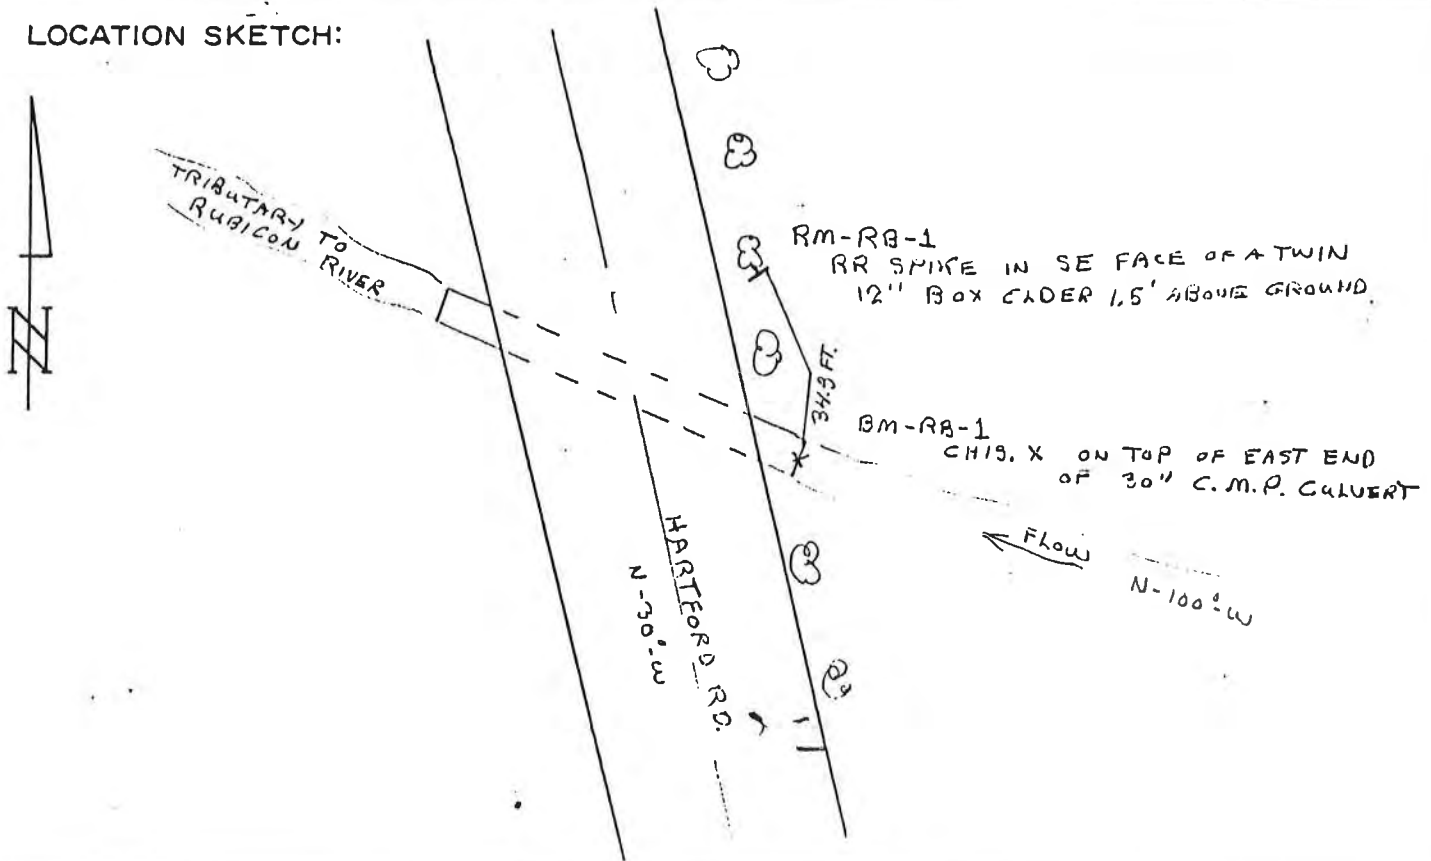 LOCATION SKETCH:
N
TRIBUTARY TO
RUBICON RIVER
RM-RB-1
RR SPIKE IN SE FACE OF A TWIN
12" BOX ELDER 1.5' ABOVE GROUND
34.9 FT.
BM-RB-1
CHIS. X ON TOP OF EAST END
OF 30" C.M.P. CULVERT
FLOW
N-100°-W
HARTFORD RD.
N-30°-W